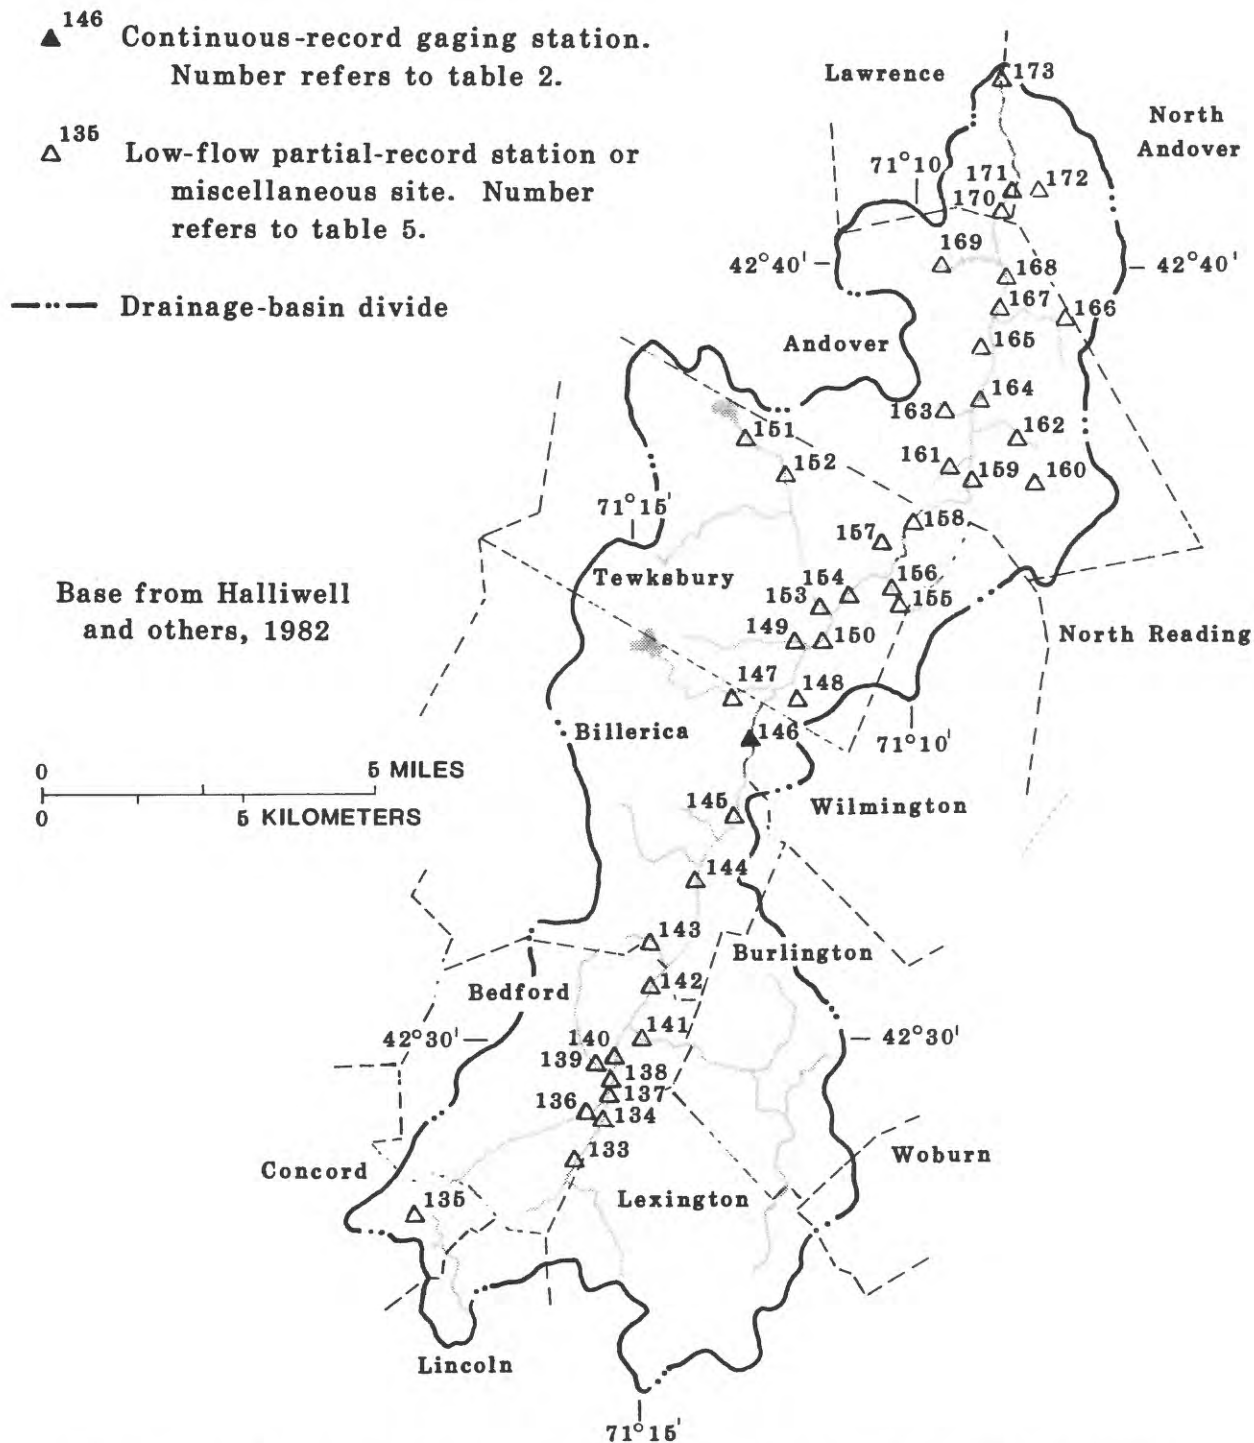 146 Continuous-record gaging station.
Number refers to table 2.
135 Low-flow partial-record station or
miscellaneous site. Number
refers to table 5.
Drainage-basin divide
Base from Halliwell
and others, 1982
0 5 MILES
0 5 KILOMETERS
Lawrence
173
North
Andover
71°10'
171
172
170
169
42°40'
42°40'
168
167
166
165
Andover
164
163
151
162
152
161
159
160
71°15'
158
157
Tewksbury
154
156
153
155
149
150
North Reading
147
148
Billerica
146
71°10'
145
Wilmington
144
143
Burlington
Bedford
142
42°30'
141
42°30'
140
139
138
137
136
134
133
Concord
Woburn
Lexington
135
Lincoln
71°15'